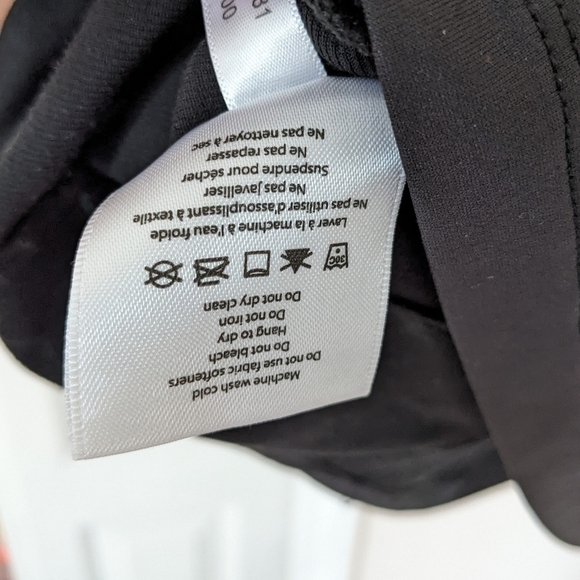 Machine wash cold
Do not use fabric softeners
Do not bleach
Hang to dry
Do not iron
Do not dry clean
30C
Laver à la machine à l'eau froide
Ne pas utiliser d'assouplissant à textile
Ne pas javelliser
Suspendre pour sécher
Ne pas repasser
Ne pas nettoyer à sec